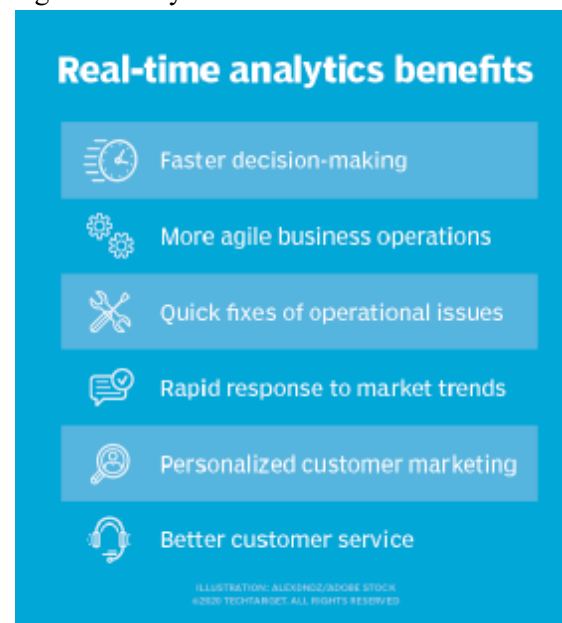 Real-time analytics benefits
Faster decision-making
More agile business operations
Quick fixes of operational issues
Rapid response to market trends
Personalized customer marketing
Better customer service
ILLUSTRATION: ALEXDNDZ/ADOBE STOCK
©2020 TECHTARGET. ALL RIGHTS RESERVED